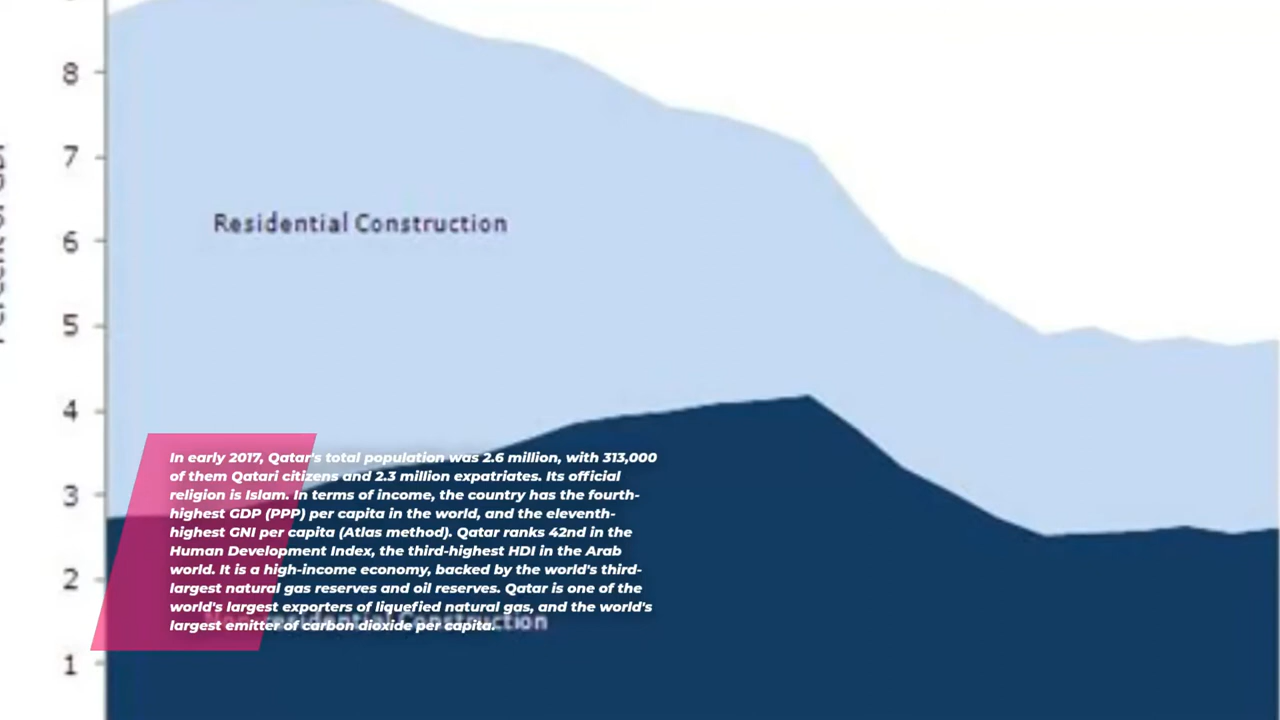 8
7
Residential Construction
6
5
4
In early 2017, Qatar's total population was 2.6 million, with 313,000
of them Qatari citizens and 2.3 million expatriates. Its official
religion is Islam. In terms of income, the country has the fourth-
highest GDP (PPP) per capita in the world, and the eleventh-
highest GNI per capita (Atlas method). Qatar ranks 42nd in the
Human Development Index, the third-highest HDI in the Arab
world. It is a high-income economy, backed by the world's third-
largest natural gas reserves and oil reserves. Qatar is one of the
world's largest exporters of liquefied natural gas, and the world's
largest emitter of carbon dioxide per capita.
3
2
Construction
1